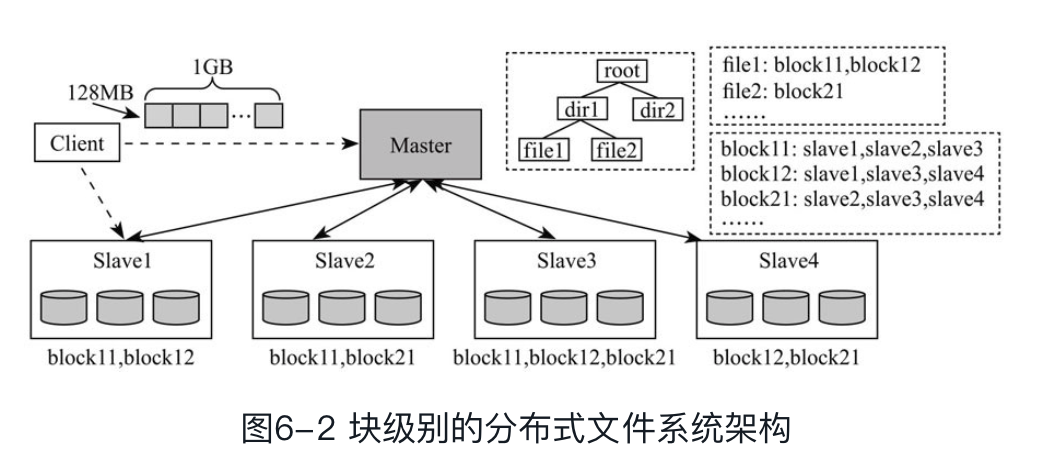 1GB
128MB
Client
Master
root
dir1
dir2
file1
file2
file1: block11,block12
file2: block21
……
block11: slave1,slave2,slave3
block12: slave1,slave3,slave4
block21: slave2,slave3,slave4
……
...
Slave1
Slave2
Slave3
Slave4
block11,block12
block11,block21
block11,block12,block21
block12,block21
图6-2 块级别的分布式文件系统架构